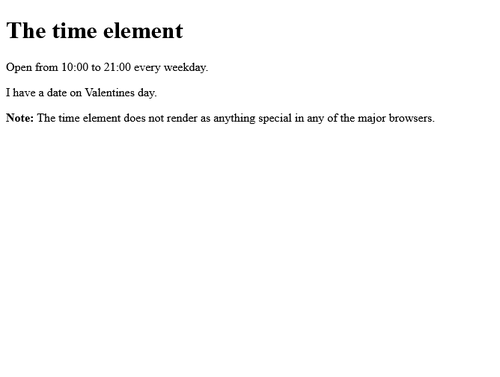 The time element
Open from 10:00 to 21:00 every weekday.
I have a date on Valentines day.
Note: The time element does not render as anything special in any of the major browsers.